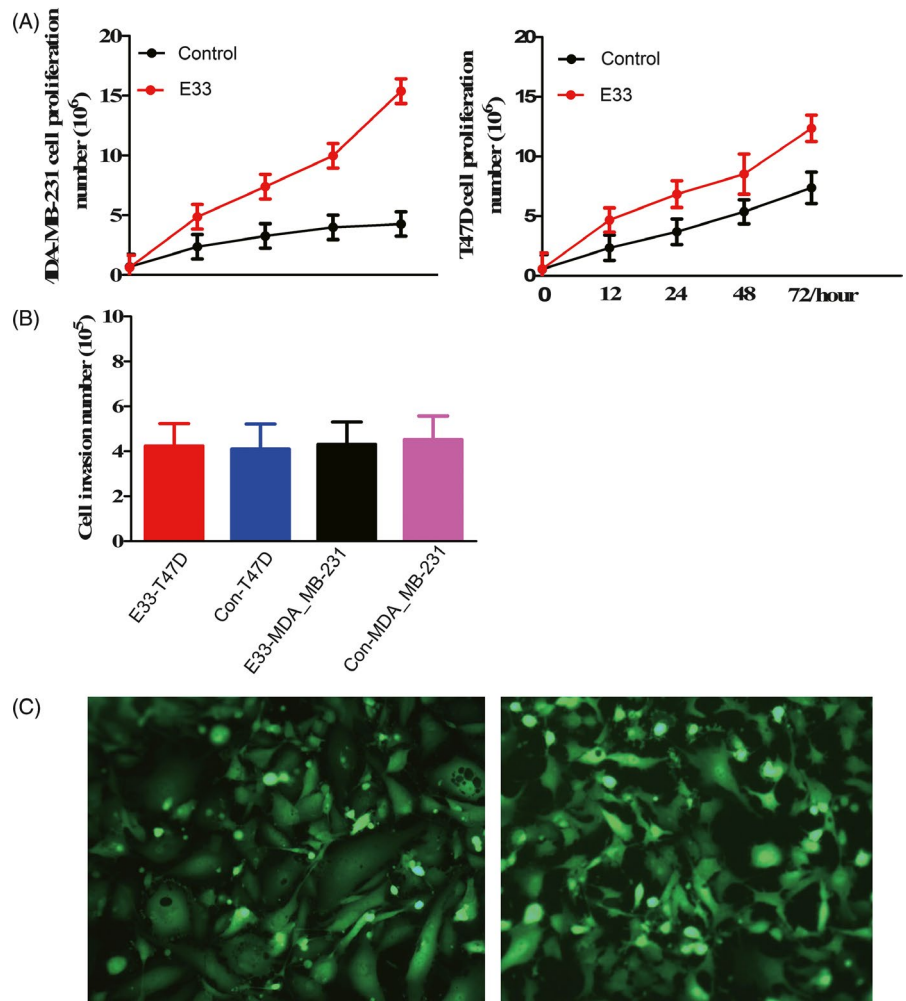 (A)
MDA-MB-231 cell proliferation
number (10⁶)
20
15
10
5
0
Control
E33
T47D cell proliferation
number (10⁶)
20
15
10
5
0
Control
E33
0 12 24 48 72/hour
(B)
Cell invasion number (10⁵)
10
8
6
4
2
0
E33-T47D
Con-T47D
E33-MDA_MB-231
Con-MDA_MB-231
(C)